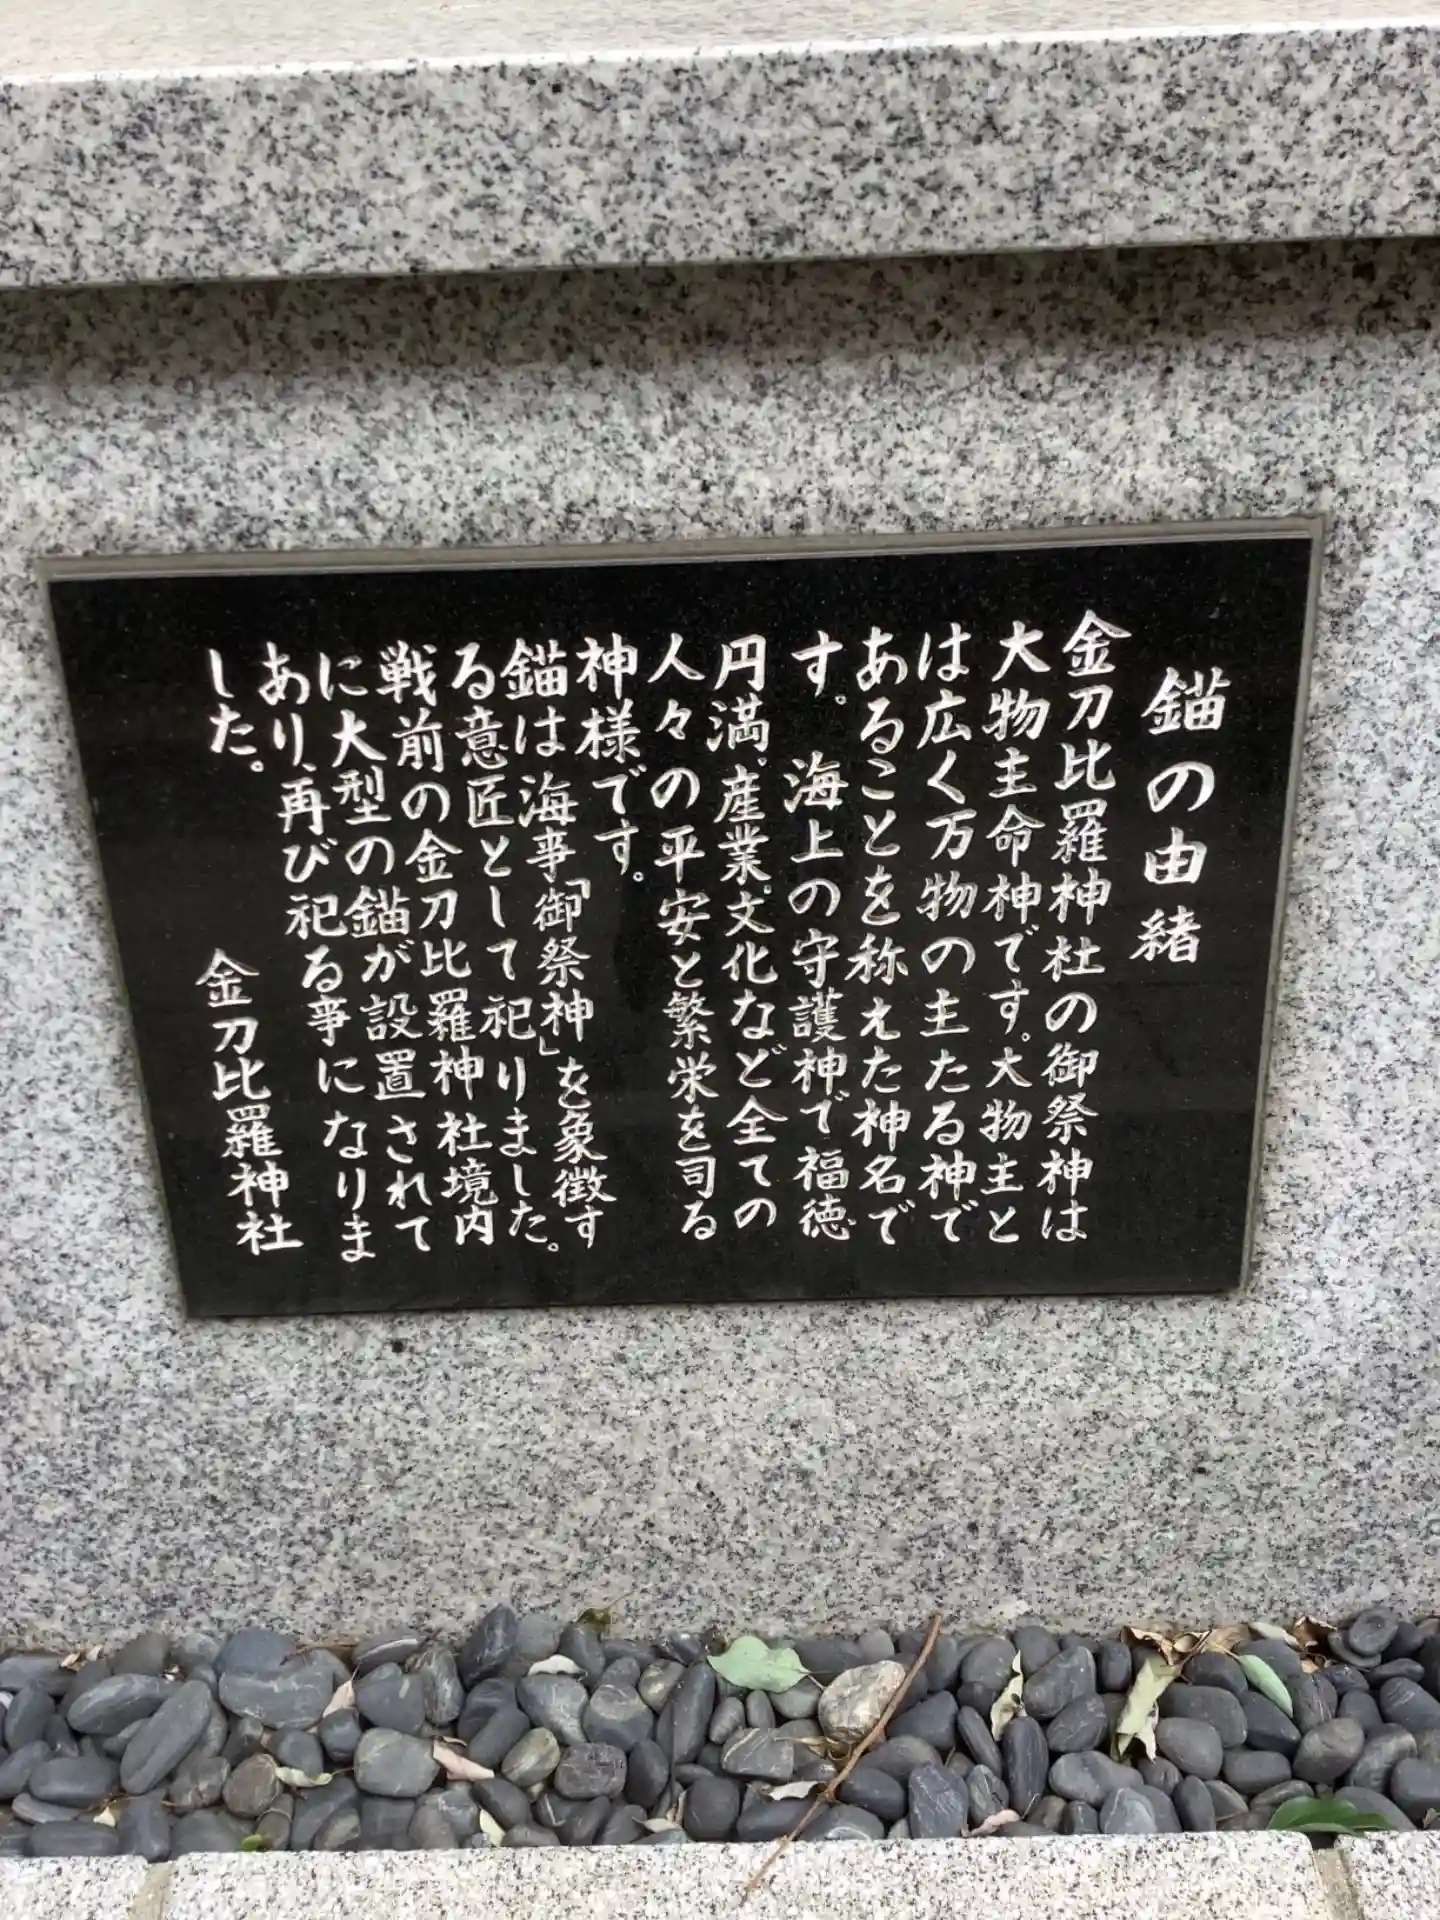 錨の由緒
金刀比羅神社の御祭神は
大物主命神です。大物主と
は広く万物の主たる神で
あることを称えた神名で
す。海上の守護神で福徳
円満、産業、文化など全ての
人々の平安と繁栄を司る
神様です。
錨は海事「御祭神」を象徴す
る意匠として祀りました。
戦前の金刀比羅神社境内
に大型の錨が設置されて
あり、再び祀る事になりま
した。
金刀比羅神社